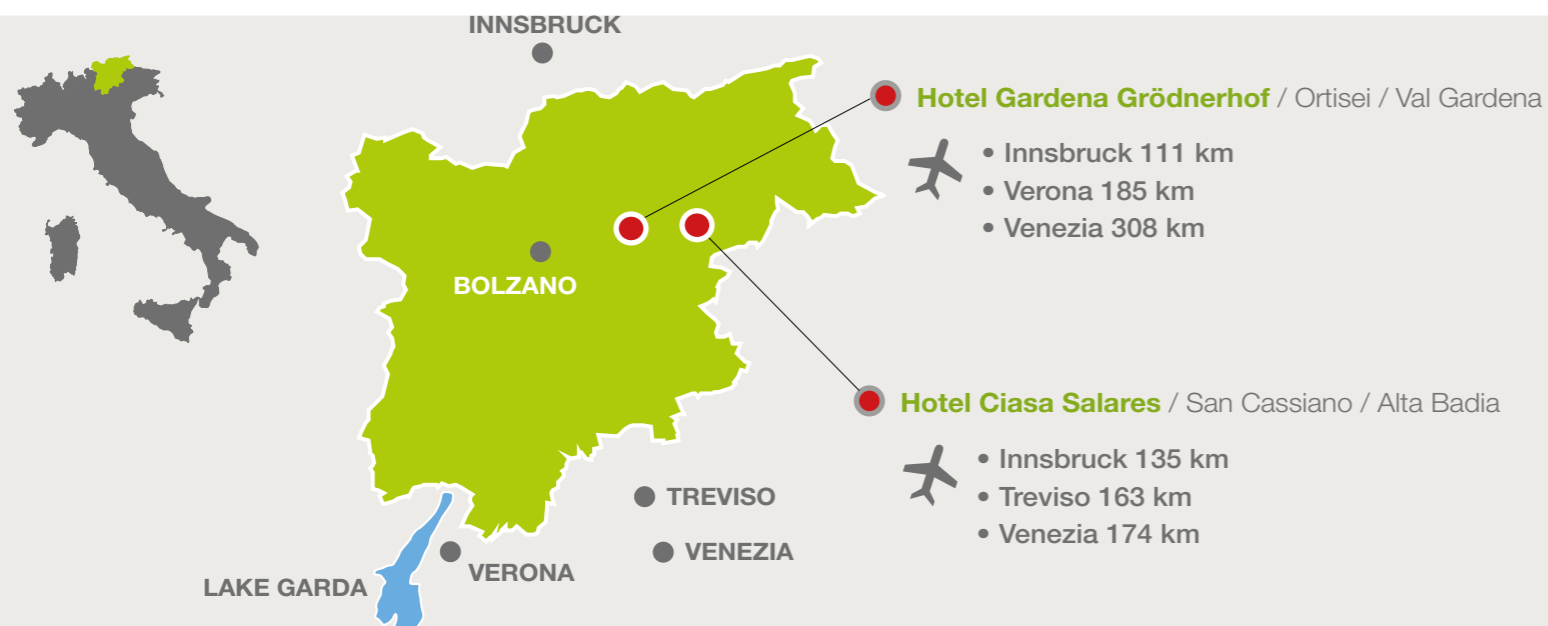 INNSBRUCK
Hotel Gardena Grödnerhof / Ortisei / Val Gardena
• Innsbruck 111 km
• Verona 185 km
• Venezia 308 km
BOLZANO
Hotel Ciasa Salares / San Cassiano / Alta Badia
• Innsbruck 135 km
• Treviso 163 km
• Venezia 174 km
TREVISO
VENEZIA
VERONA
LAKE GARDA